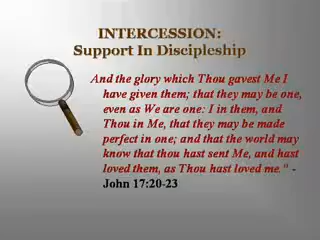 INTERCESSION:
Support In Discipleship
And the glory which Thou gavest Me I
have given them; that they may be one,
even as We are one: I in them, and
Thou in Me, that they may be made
perfect in one; and that the world may
know that thou hast sent Me, and hast
loved them, as Thou hast loved me." -
John 17:20-23